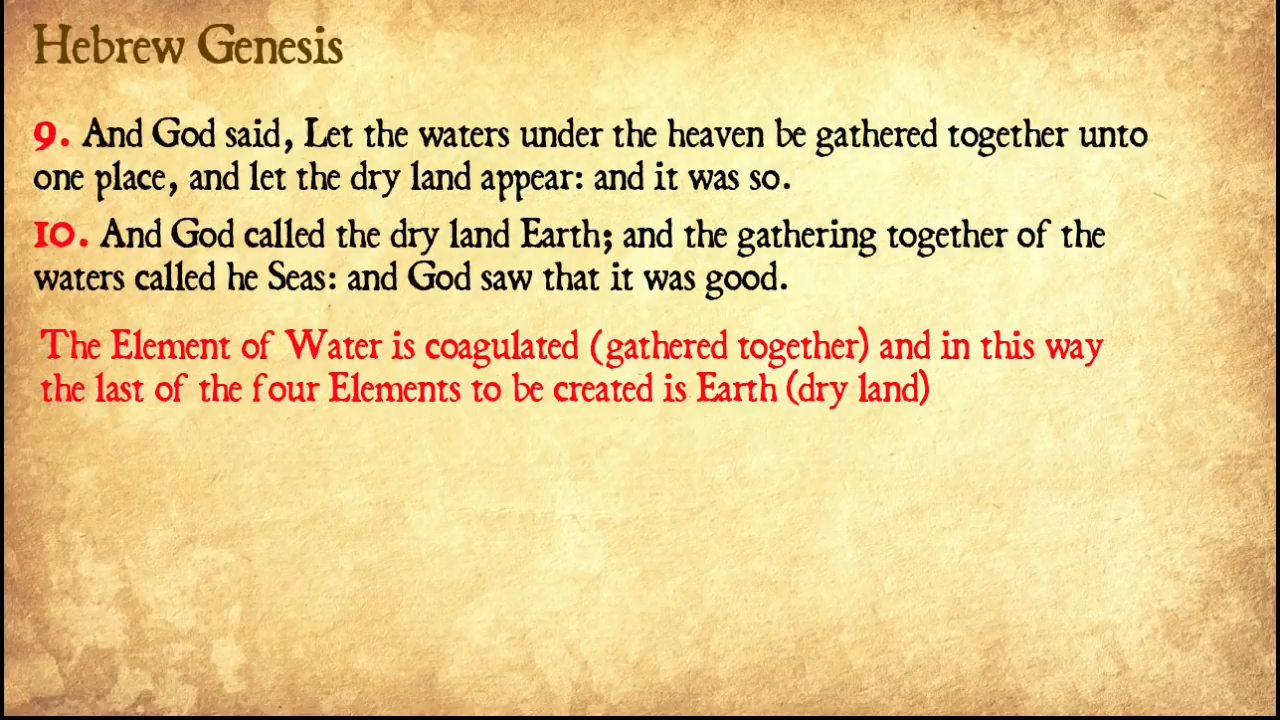 Hebrew Genesis
9. And God said, Let the waters under the heaven be gathered together unto
one place, and let the dry land appear: and it was so.
10. And God called the dry land Earth; and the gathering together of the
waters called he Seas: and God saw that it was good.
The Element of Water is coagulated (gathered together) and in this way
the last of the four Elements to be created is Earth (dry land)